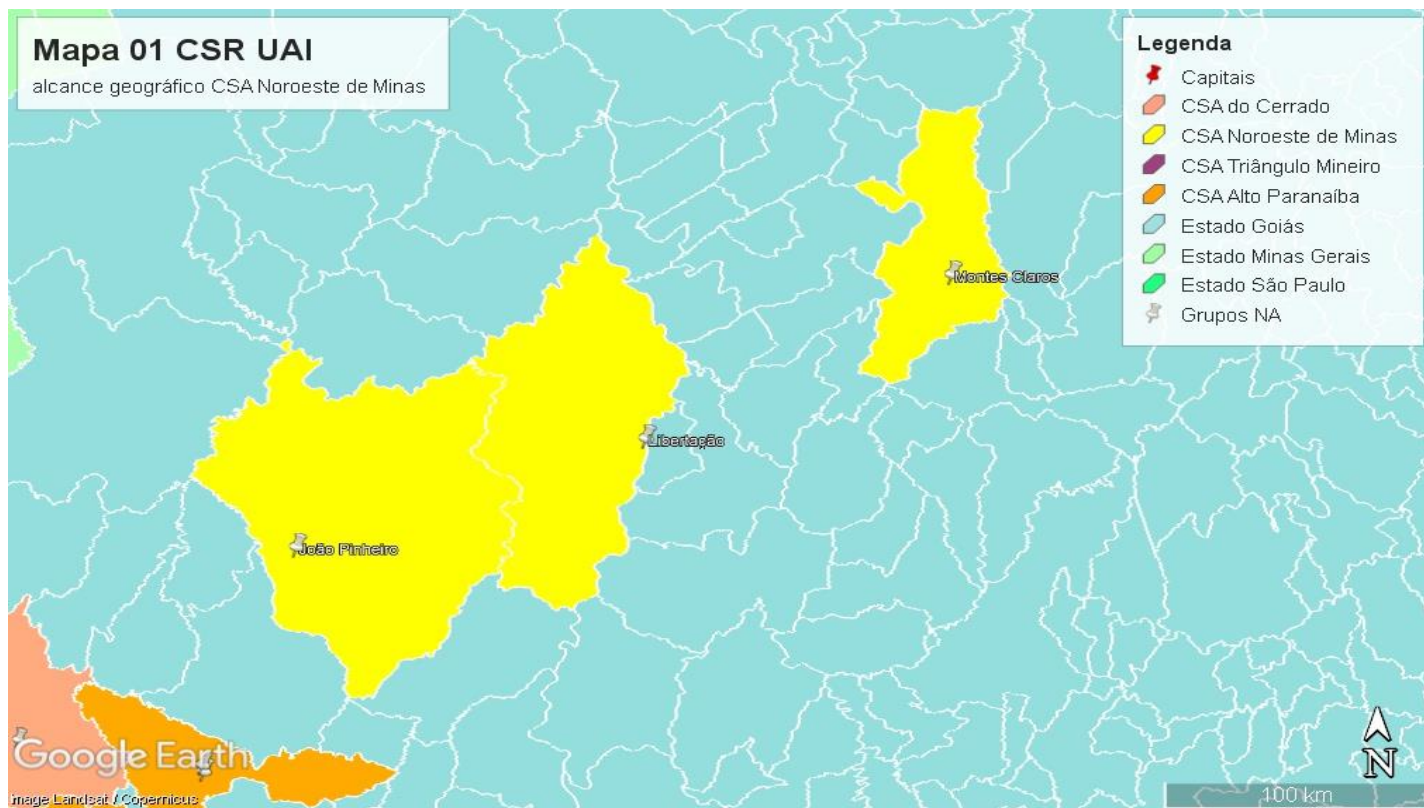 Mapa 01 CSR UAI
alcance geográfico CSA Noroeste de Minas
Legenda
Capitais
CSA do Cerrado
CSA Noroeste de Minas
CSA Triângulo Mineiro
CSA Alto Paranaíba
Estado Goiás
Estado Minas Gerais
Estado São Paulo
Grupos NA
Montes Claros
Libertação
João Pinheiro
Google Earth
Image Landsat / Copernicus
N
100 km